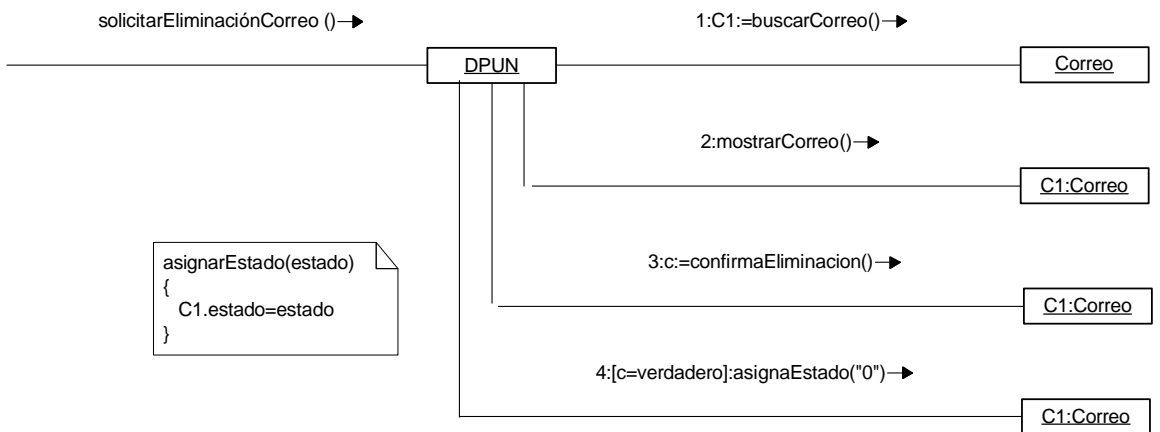 solicitarEliminaciónCorreo ()
1:C1:=buscarCorreo()
DPUN
Correo
2:mostrarCorreo()
C1:Correo
asignarEstado(estado)
{
C1.estado=estado
}
3:c:=confirmaEliminacion()
C1:Correo
4:[c=verdadero]:asignaEstado("0")
C1:Correo